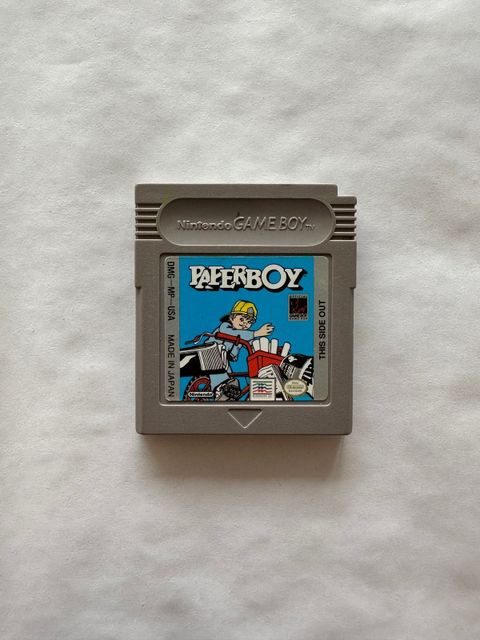 Nintendo GAME BOY TM
PAPERBOY
DMG-MP-USA MADE IN JAPAN
THIS SIDE OUT
Nintendo